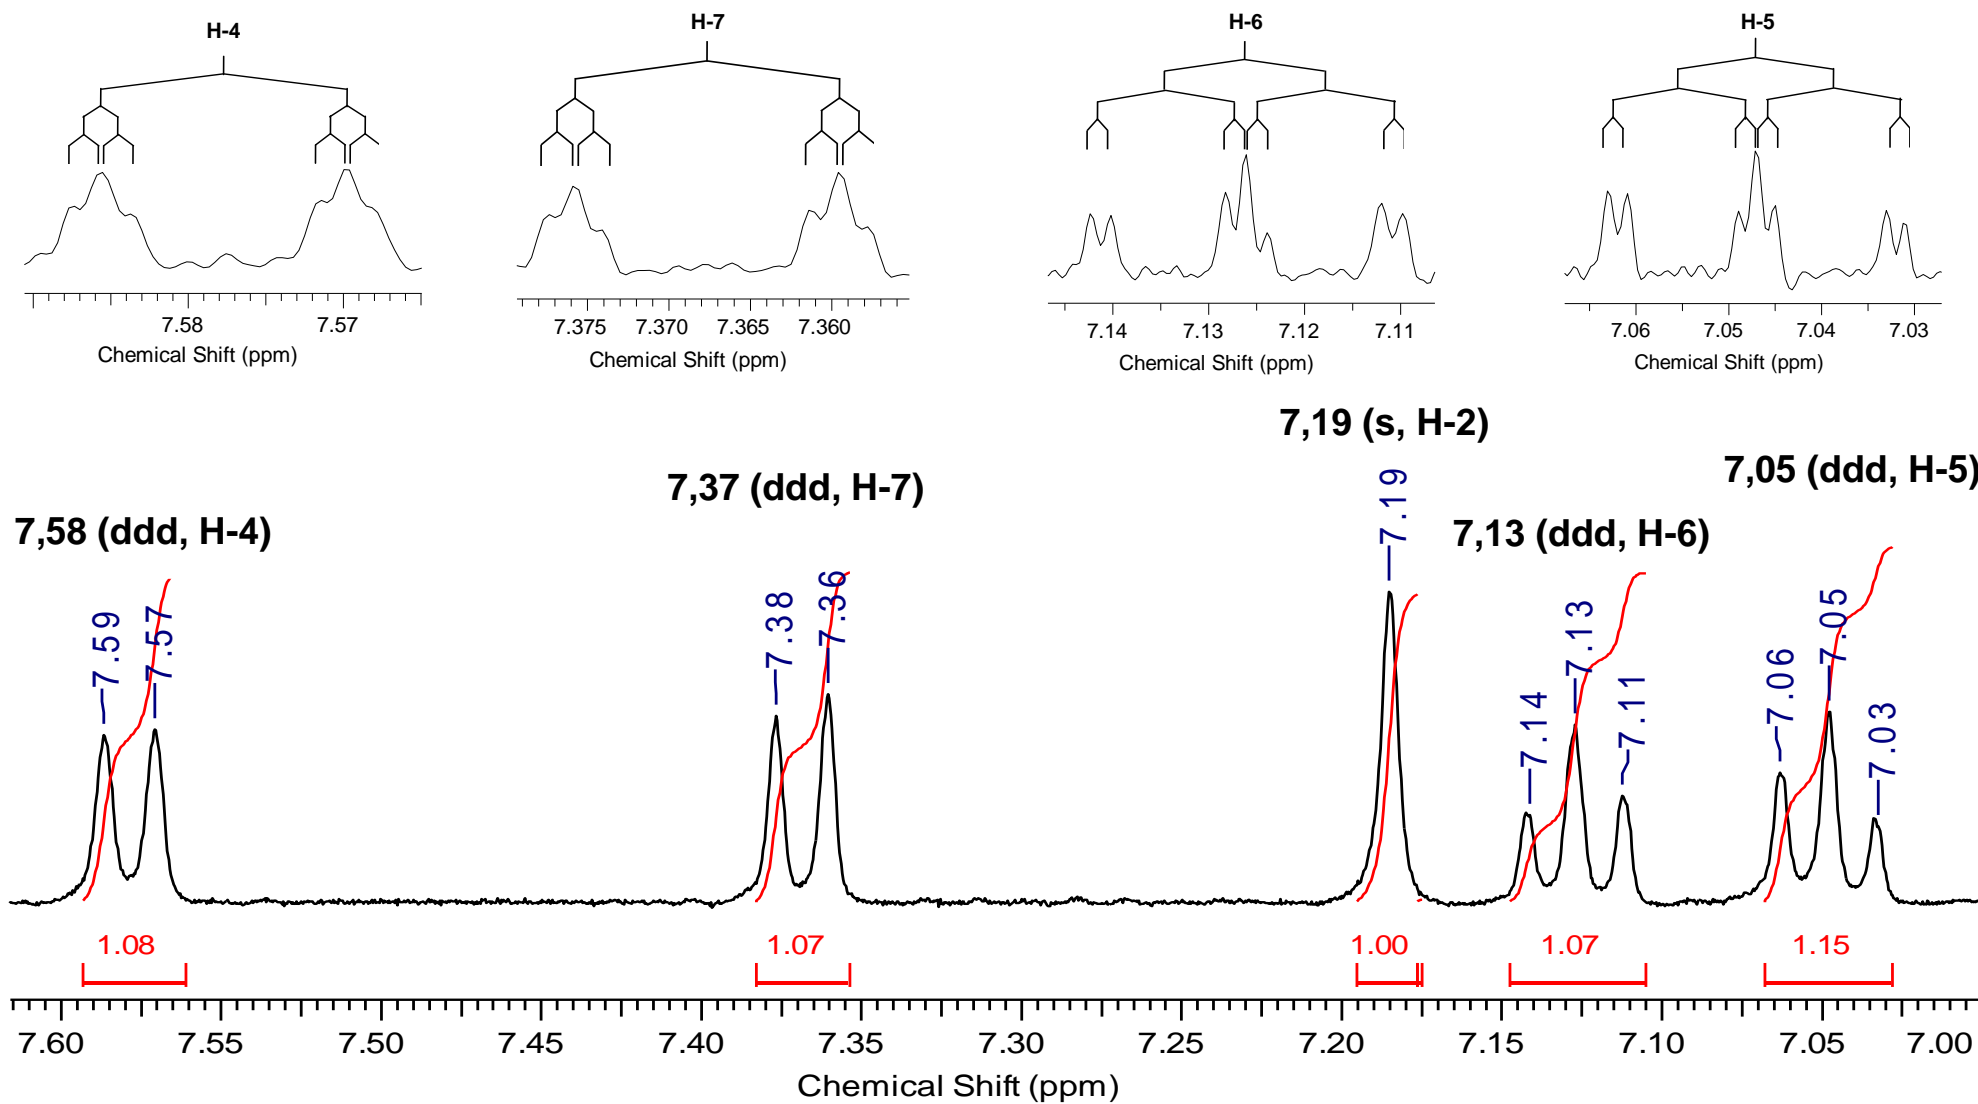 H-4
H-7
H-6
H-5
7.58 7.57
7.375 7.370 7.365 7.360
7.14 7.13 7.12 7.11
7.06 7.05 7.04 7.03
Chemical Shift (ppm)
Chemical Shift (ppm)
Chemical Shift (ppm)
Chemical Shift (ppm)
7,19 (s, H-2)
7,05 (ddd, H-5)
7,37 (ddd, H-7)
7,58 (ddd, H-4)
7,13 (ddd, H-6)
7.59
7.57
7.38
7.36
7.19
7.14
7.13
7.11
7.06
7.05
7.03
1.08 1.07 1.00 1.07 1.15
7.60 7.55 7.50 7.45 7.40 7.35 7.30 7.25 7.20 7.15 7.10 7.05 7.00
Chemical Shift (ppm)